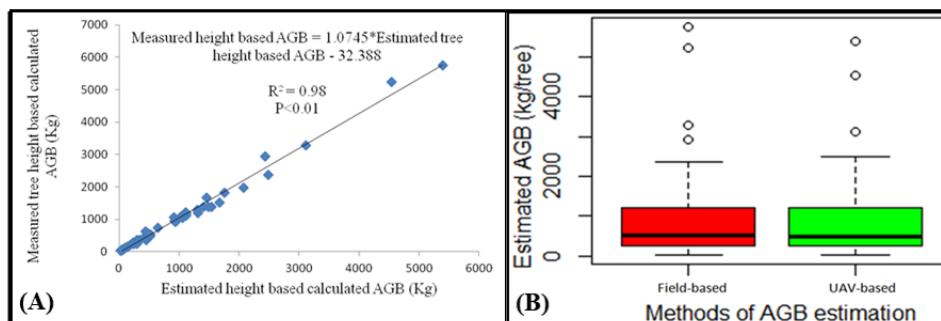 7000
6000
5000
4000
3000
2000
1000
0
Measured tree height based calculated
AGB (Kg)
Measured height based AGB = 1.0745*Estimated tree
height based AGB - 32.388
R² = 0.98
P<0.01
0 1000 2000 3000 4000 5000 6000
Estimated height based calculated AGB (Kg)
(A)
(B)
Estimated AGB (kg/tree)
4000
2000
0
Field-based UAV-based
Methods of AGB estimation